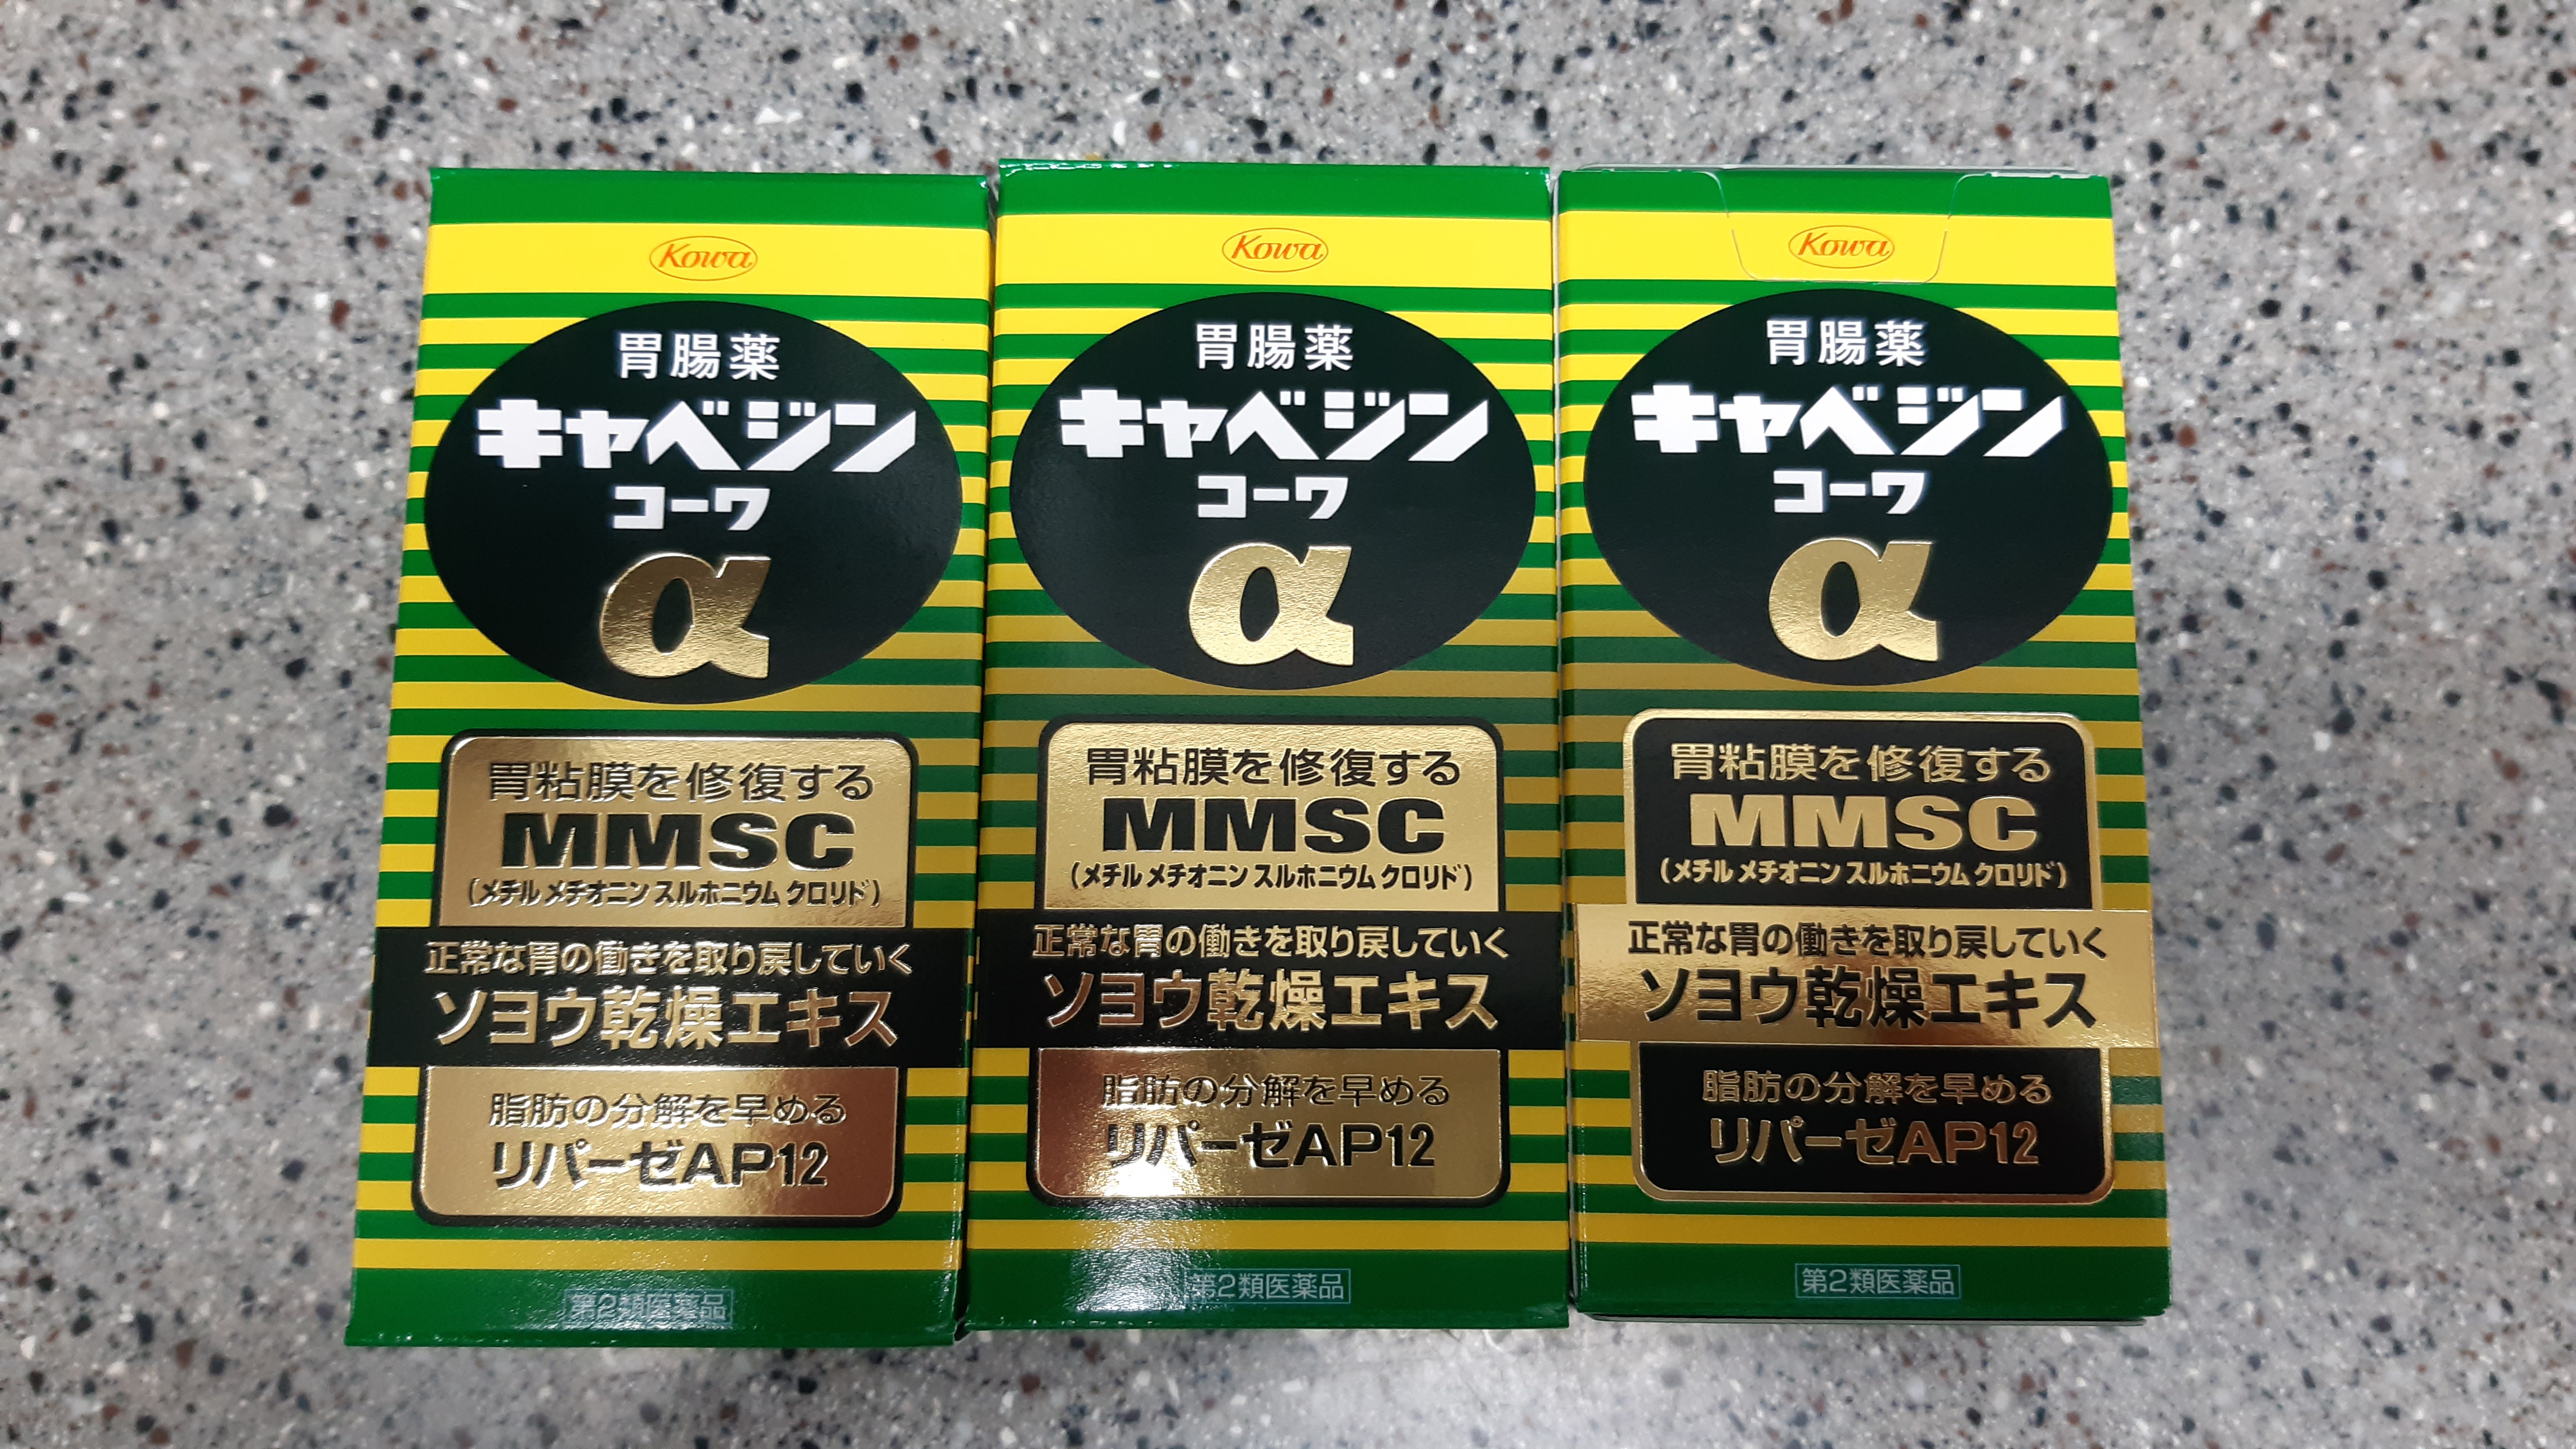 Kowa
胃腸薬
キャベジン
コーワ
α
胃粘膜を修復する
MMSC
(メチル メチオニン スルホニウム クロリド)
正常な胃の働きを取り戻していく
ソヨウ乾燥エキス
脂肪の分解を早める
リパーゼAP12
第2類医薬品
Kowa
胃腸薬
キャベジン
コーワ
α
胃粘膜を修復する
MMSC
(メチル メチオニン スルホニウム クロリド)
正常な胃の働きを取り戻していく
ソヨウ乾燥エキス
脂肪の分解を早める
リパーゼAP12
第2類医薬品
Kowa
胃腸薬
キャベジン
コーワ
α
胃粘膜を修復する
MMSC
(メチル メチオニン スルホニウム クロリド)
正常な胃の働きを取り戻していく
ソヨウ乾燥エキス
脂肪の分解を早める
リパーゼAP12
第2類医薬品